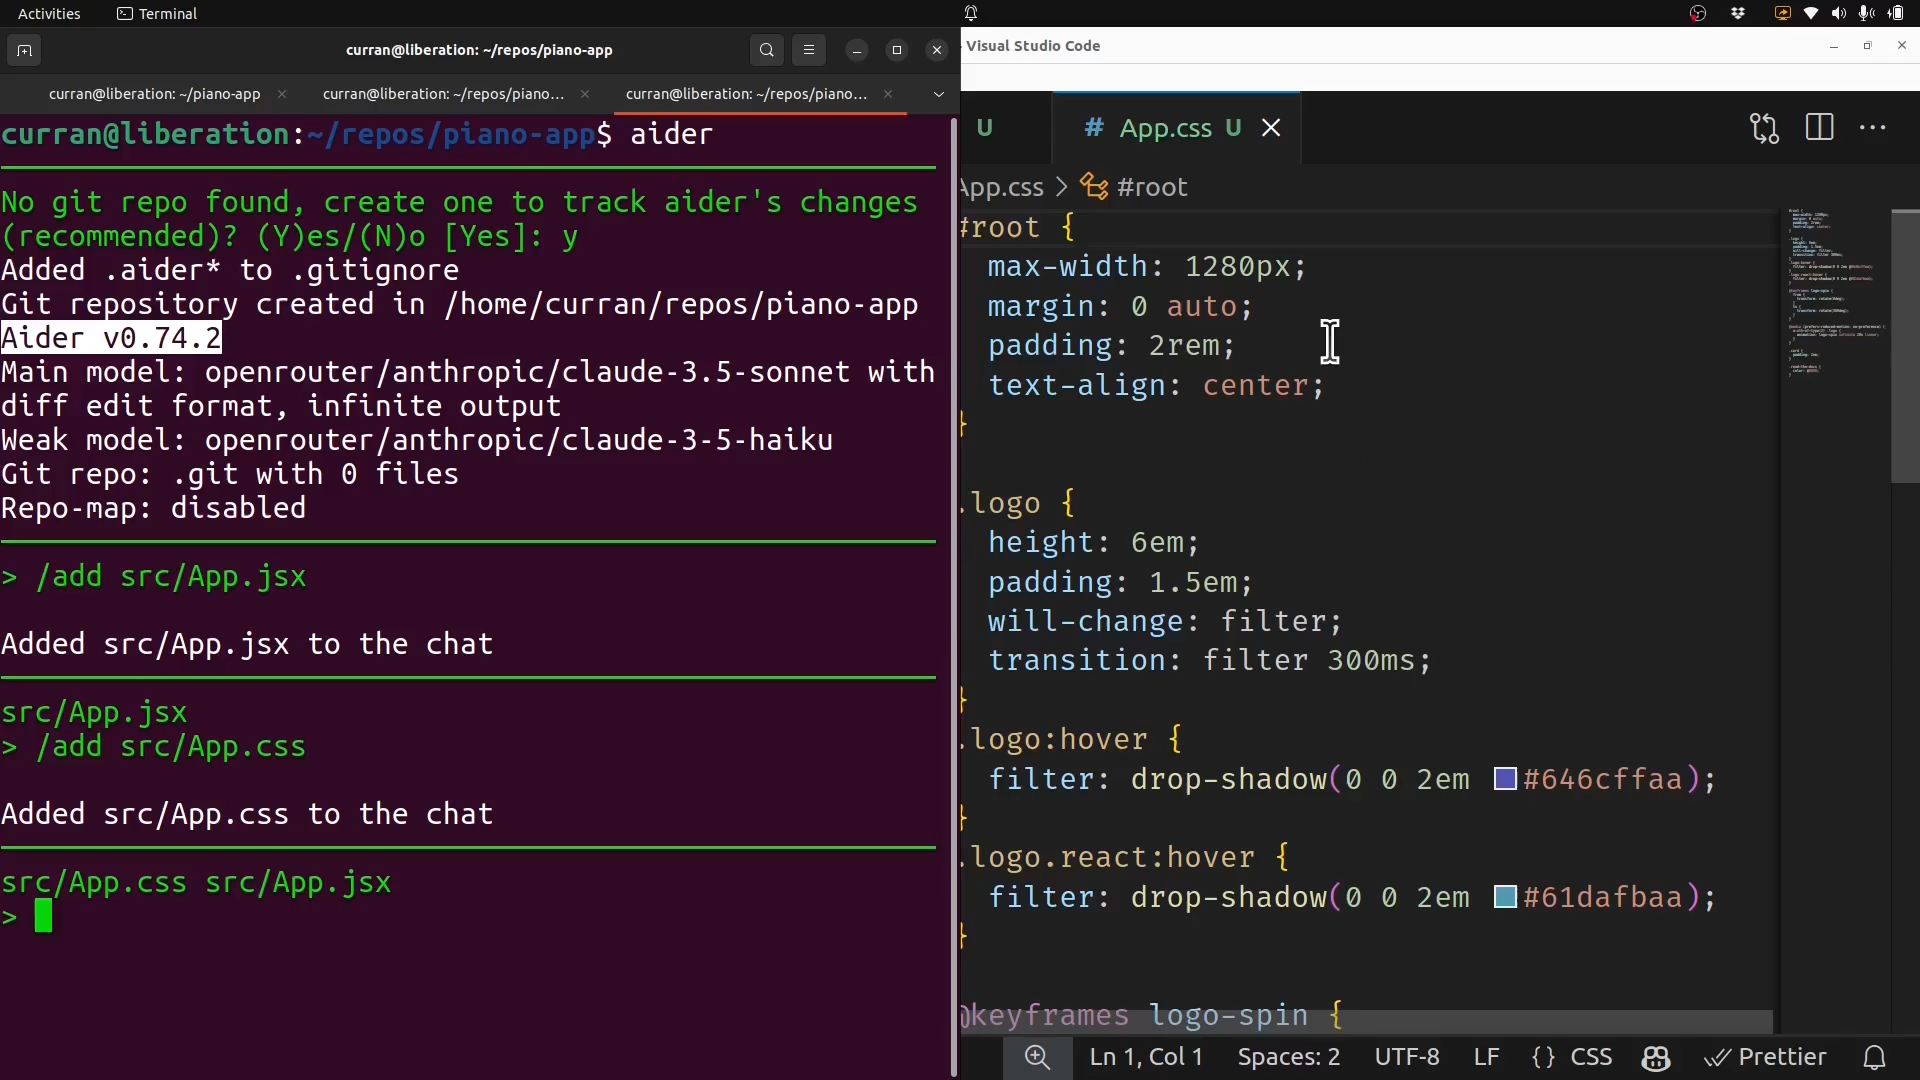 Activities
Terminal
curran@liberation: ~/repos/piano-app
curran@liberation: ~/piano-app
curran@liberation: ~/repos/piano...
curran@liberation: ~/repos/piano...
curran@liberation:~/repos/piano-app$ aider
No git repo found, create one to track aider's changes
(recommended)? (Y)es/(N)o [Yes]: y
Added .aider* to .gitignore
Git repository created in /home/curran/repos/piano-app
Aider v0.74.2
Main model: openrouter/anthropic/claude-3.5-sonnet with
diff edit format, infinite output
Weak model: openrouter/anthropic/claude-3-5-haiku
Git repo: .git with 0 files
Repo-map: disabled
> /add src/App.jsx
Added src/App.jsx to the chat
src/App.jsx
> /add src/App.css
Added src/App.css to the chat
src/App.css src/App.jsx
>
Visual Studio Code
U
# App.css U
App.css > #root
#root {
max-width: 1280px;
margin: 0 auto;
padding: 2rem;
text-align: center;
}
.logo {
height: 6em;
padding: 1.5em;
will-change: filter;
transition: filter 300ms;
}
.logo:hover {
filter: drop-shadow(0 0 2em #646cffaa);
}
.logo.react:hover {
filter: drop-shadow(0 0 2em #61dafbaa);
}
@keyframes logo-spin {
Ln 1, Col 1
Spaces: 2
UTF-8
LF
{} CSS
Prettier